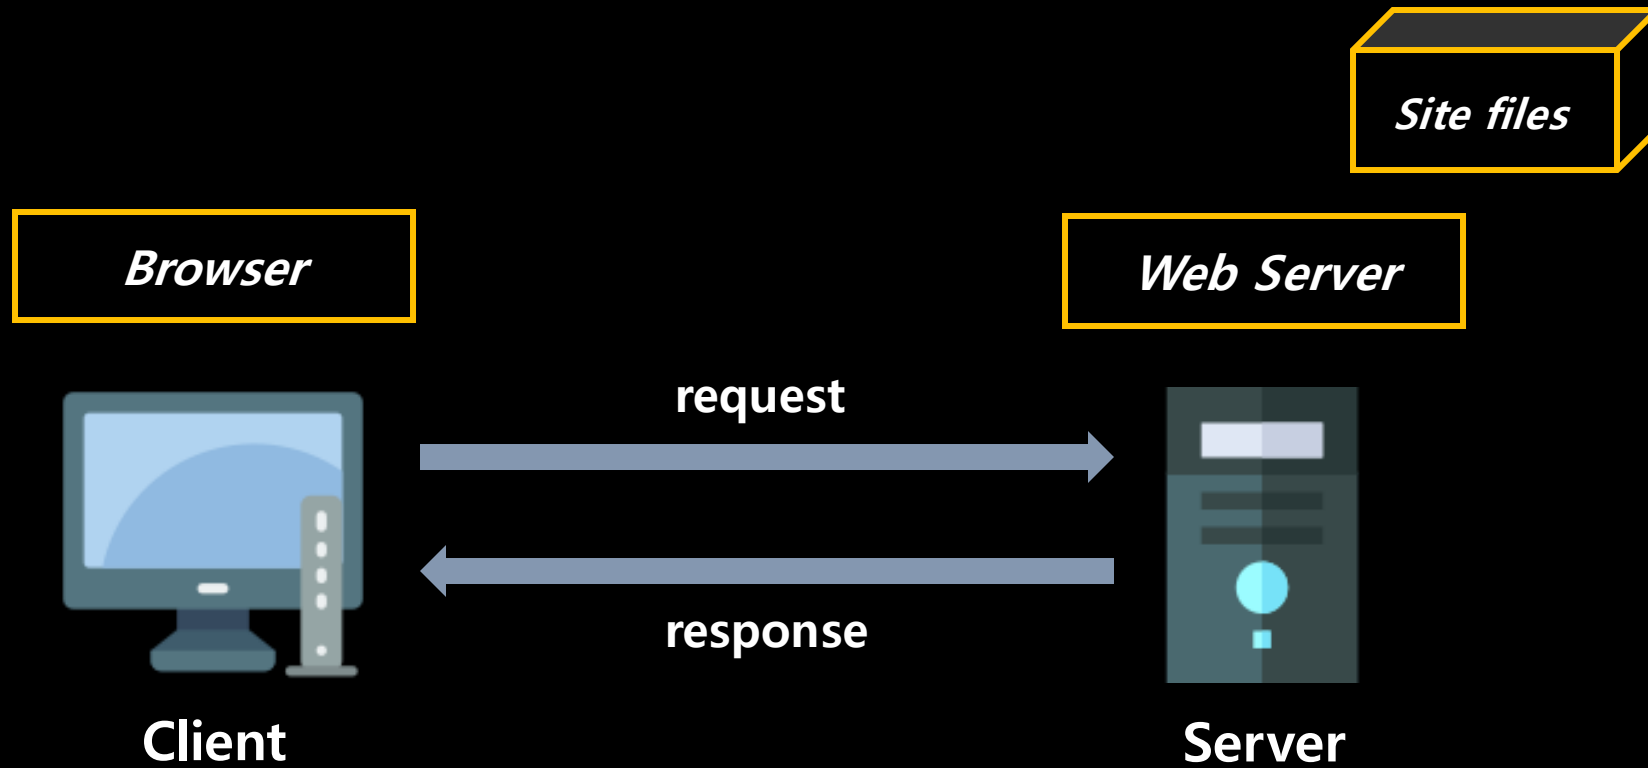 Site files
Browser
Web Server
request
response
Client
Server